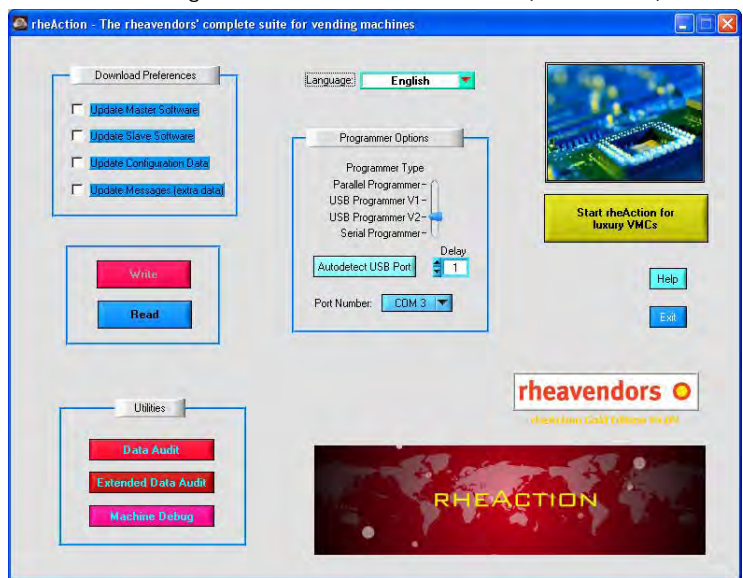 rheAction - The rheavendors' complete suite for vending machines
Download Preferences
Update Master Software
Update Slave Software
Update Configuration Data
Update Messages (extra data)
Write
Read
Utilities
Data Audit
Extended Data Audit
Machine Debug
Language: English
Programmer Options
Programmer Type
Parallel Programmer
USB Programmer V1
USB Programmer V2
Serial Programmer
Delay
Autodetect USB Port 1
Port Number: COM 3
Start rheAction for
luxury VMCs
Help
Exit
rheavendors
rheAction Gold Edition
RHEACTION